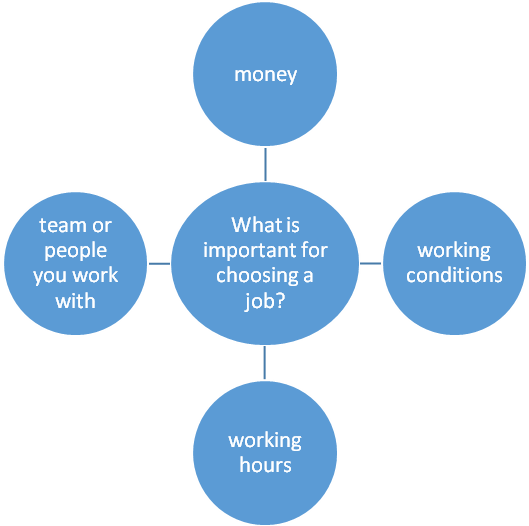 money
team or
people
you work
with
What is
important for
choosing a
job?
working
conditions
working
hours